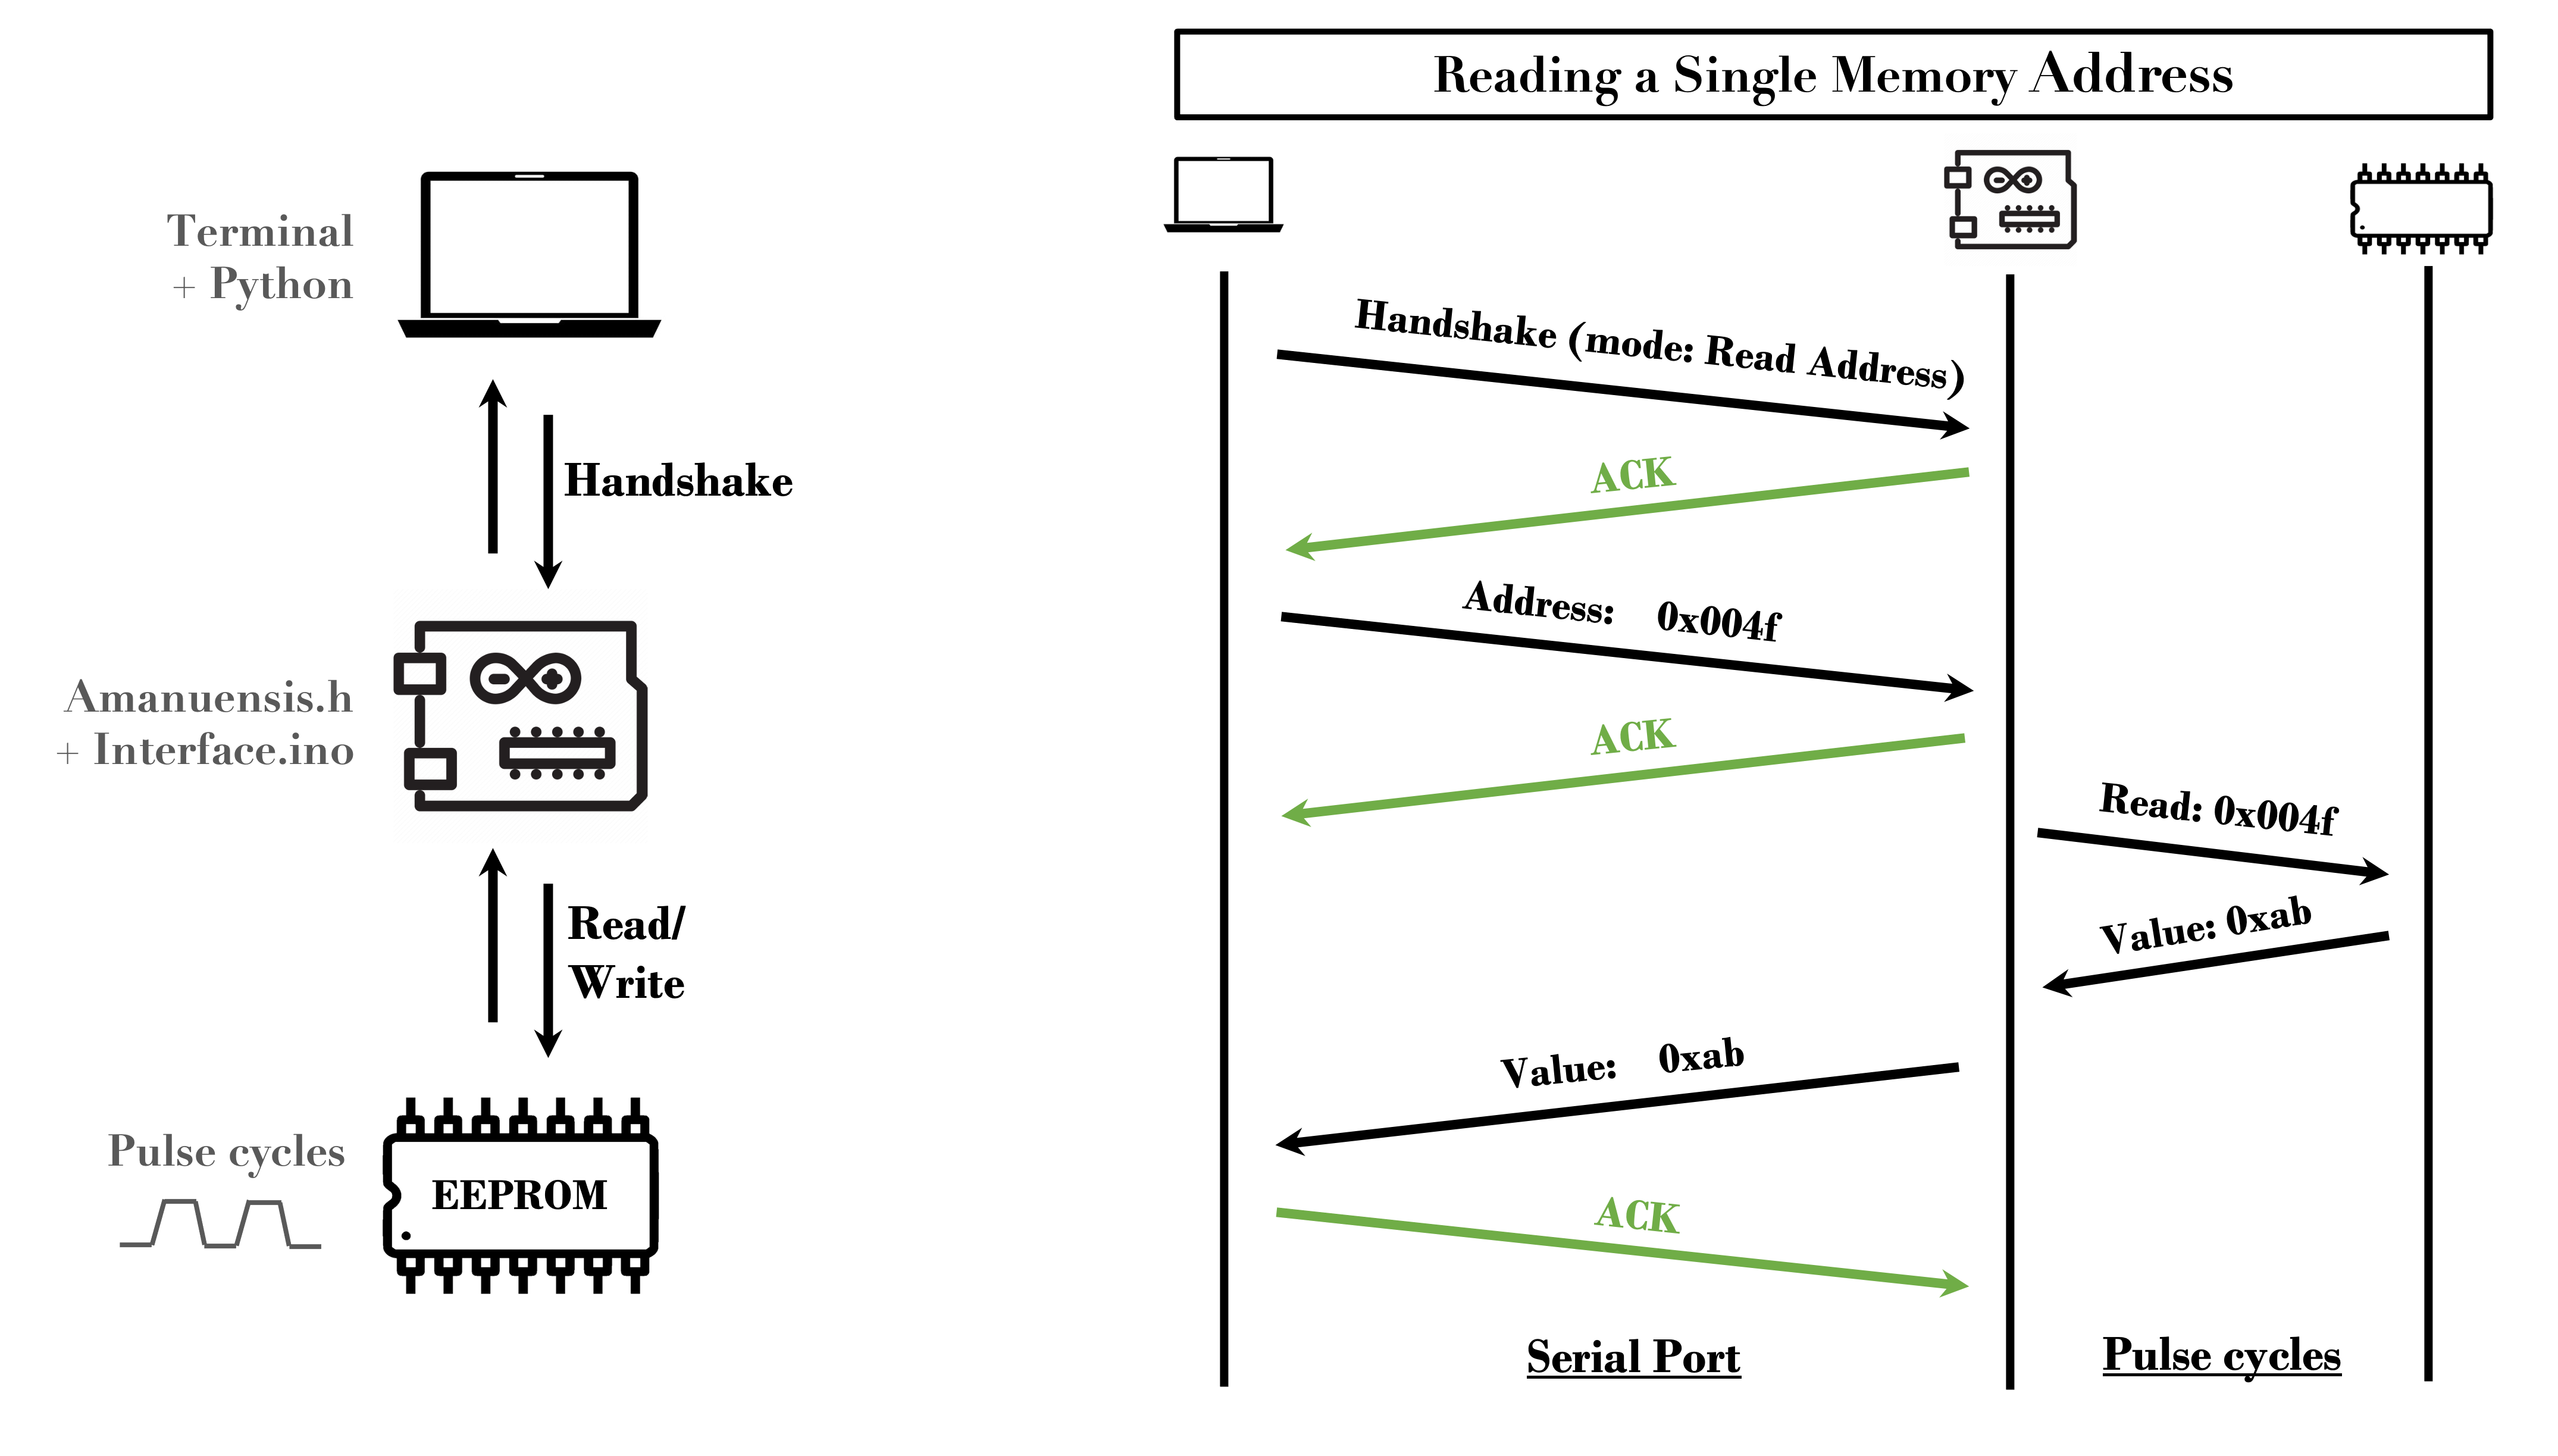 Terminal
+ Python
Handshake
Amanuensis.h
+ Interface.ino
Read/
Write
Pulse cycles
EEPROM
Reading a Single Memory Address
Handshake (mode: Read Address)
ACK
Address: 0x004f
ACK
Read: 0x004f
Value: 0xab
Value: 0xab
ACK
Serial Port
Pulse cycles